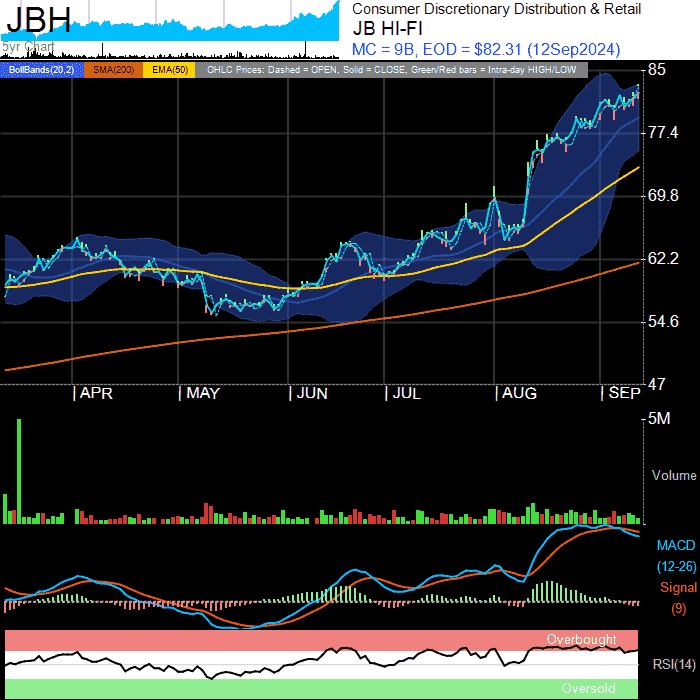 JBH
5yr Chart
Consumer Discretionary Distribution & Retail
JB HI-FI
MC = 9B, EOD = $82.31 (12Sep2024)
BollBands(20,2) SMA(200) EMA(50) OHLC Prices: Dashed = OPEN, Solid = CLOSE, Green/Red bars = Intra-day HIGH/LOW
85
77.4
69.8
62.2
54.6
47
APR MAY JUN JUL AUG SEP
5M
Volume
MACD
(12-26)
Signal
(9)
Overbought
RSI(14)
Oversold